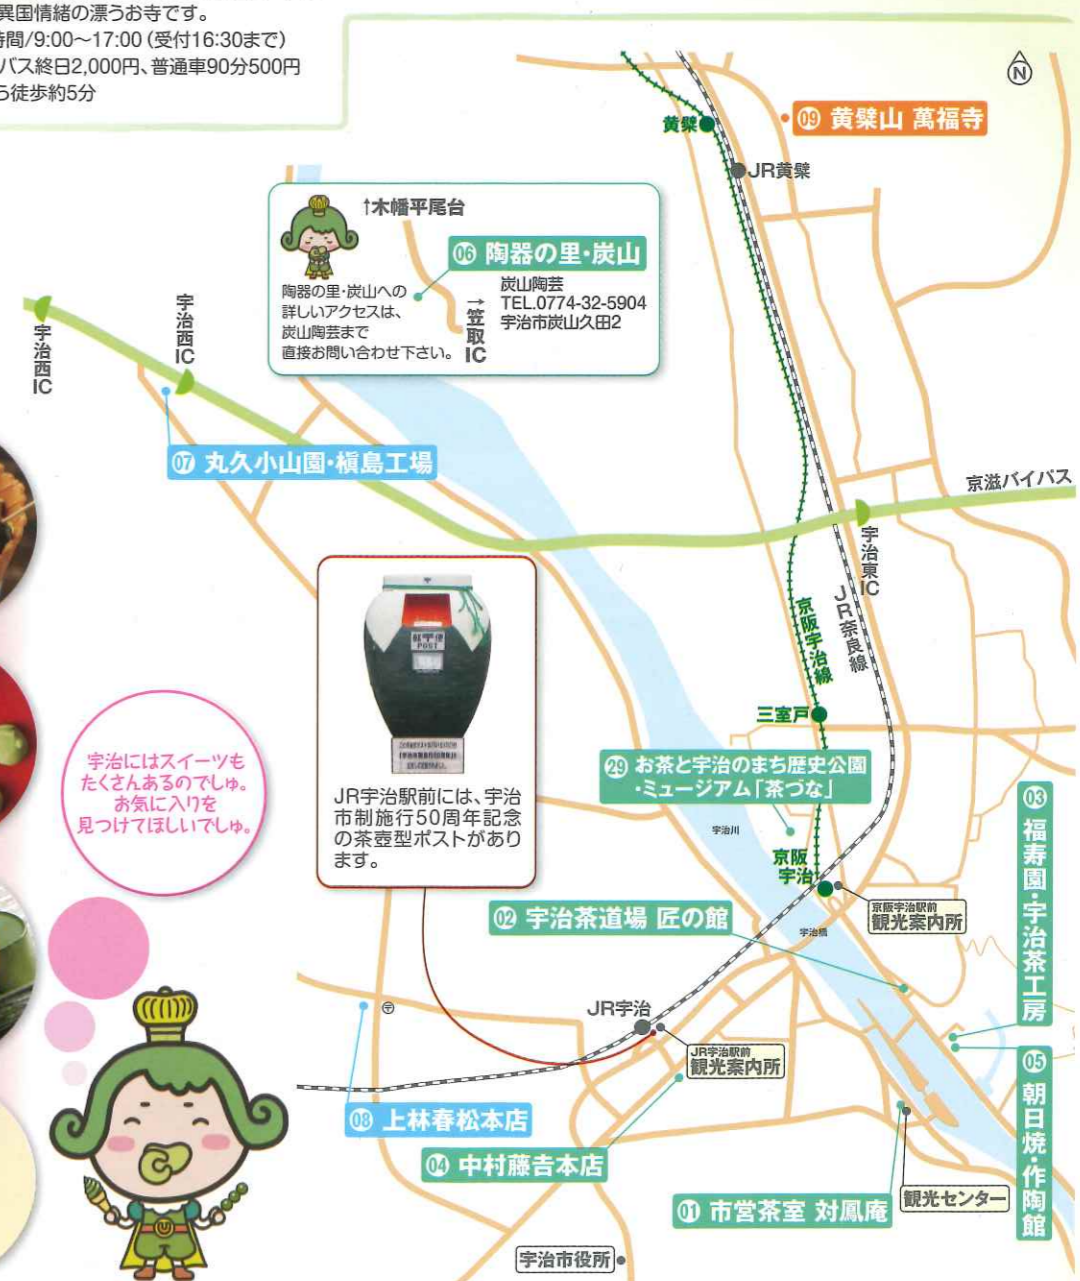 異国情緒の漂うお寺です。
時間/9:00〜17:00（受付16:30まで）
バス終日2,000円、普通車90分500円
ら徒歩約5分
N
黄檗
09 黄檗山 萬福寺
JR黄檗
↑木幡平尾台
06 陶器の里・炭山
炭山陶芸
TEL.0774-32-5904
宇治市炭山久田2
陶器の里・炭山への
詳しいアクセスは、
炭山陶芸まで
直接お問い合わせ下さい。
→笠取IC
宇治西IC
宇治西IC
07 丸久小山園・槇島工場
京滋バイパス
宇治東IC
JR奈良線
京阪宇治線
三室戸
POST
JR宇治駅前には、宇治
市制施行50周年記念
の茶壺型ポストがあり
ます。
宇治にはスイーツも
たくさんあるのでしゅ。
お気に入りを
見つけてほしいでしゅ。
29 お茶と宇治のまち歴史公園
・ミュージアム「茶づな」
宇治川
京阪
宇治
京阪宇治駅前
観光案内所
02 宇治茶道場 匠の館
宇治橋
03 福寿園・宇治茶工房
JR宇治
JR宇治駅前
観光案内所
05 朝日焼・作陶館
08 上林春松本店
04 中村藤𠮷本店
01 市営茶室 対鳳庵
観光センター
宇治市役所